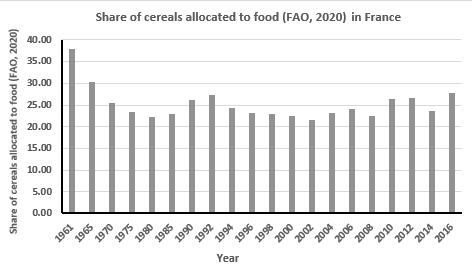 Share of cereals allocated to food (FAO, 2020) in France
Share of cereals allocated to food (FAO, 2020)
40.00
35.00
30.00
25.00
20.00
15.00
10.00
5.00
0.00
1961 1965 1970 1975 1980 1985 1990 1992 1994 1996 1998 2000 2002 2004 2006 2008 2010 2012 2014 2016
Year